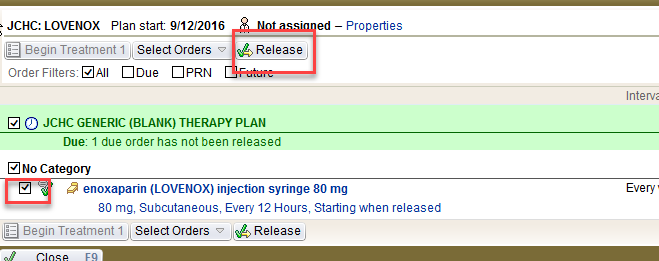 JCHC: LOVENOX Plan start: 9/12/2016 Not assigned – Properties
Begin Treatment 1 Select Orders Release
Order Filters: All Due PRN Future
JCHC GENERIC (BLANK) THERAPY PLAN
Due: 1 due order has not been released
No Category
enoxaparin (LOVENOX) injection syringe 80 mg Every
80 mg, Subcutaneous, Every 12 Hours, Starting when released
Begin Treatment 1 Select Orders Release
Close F9